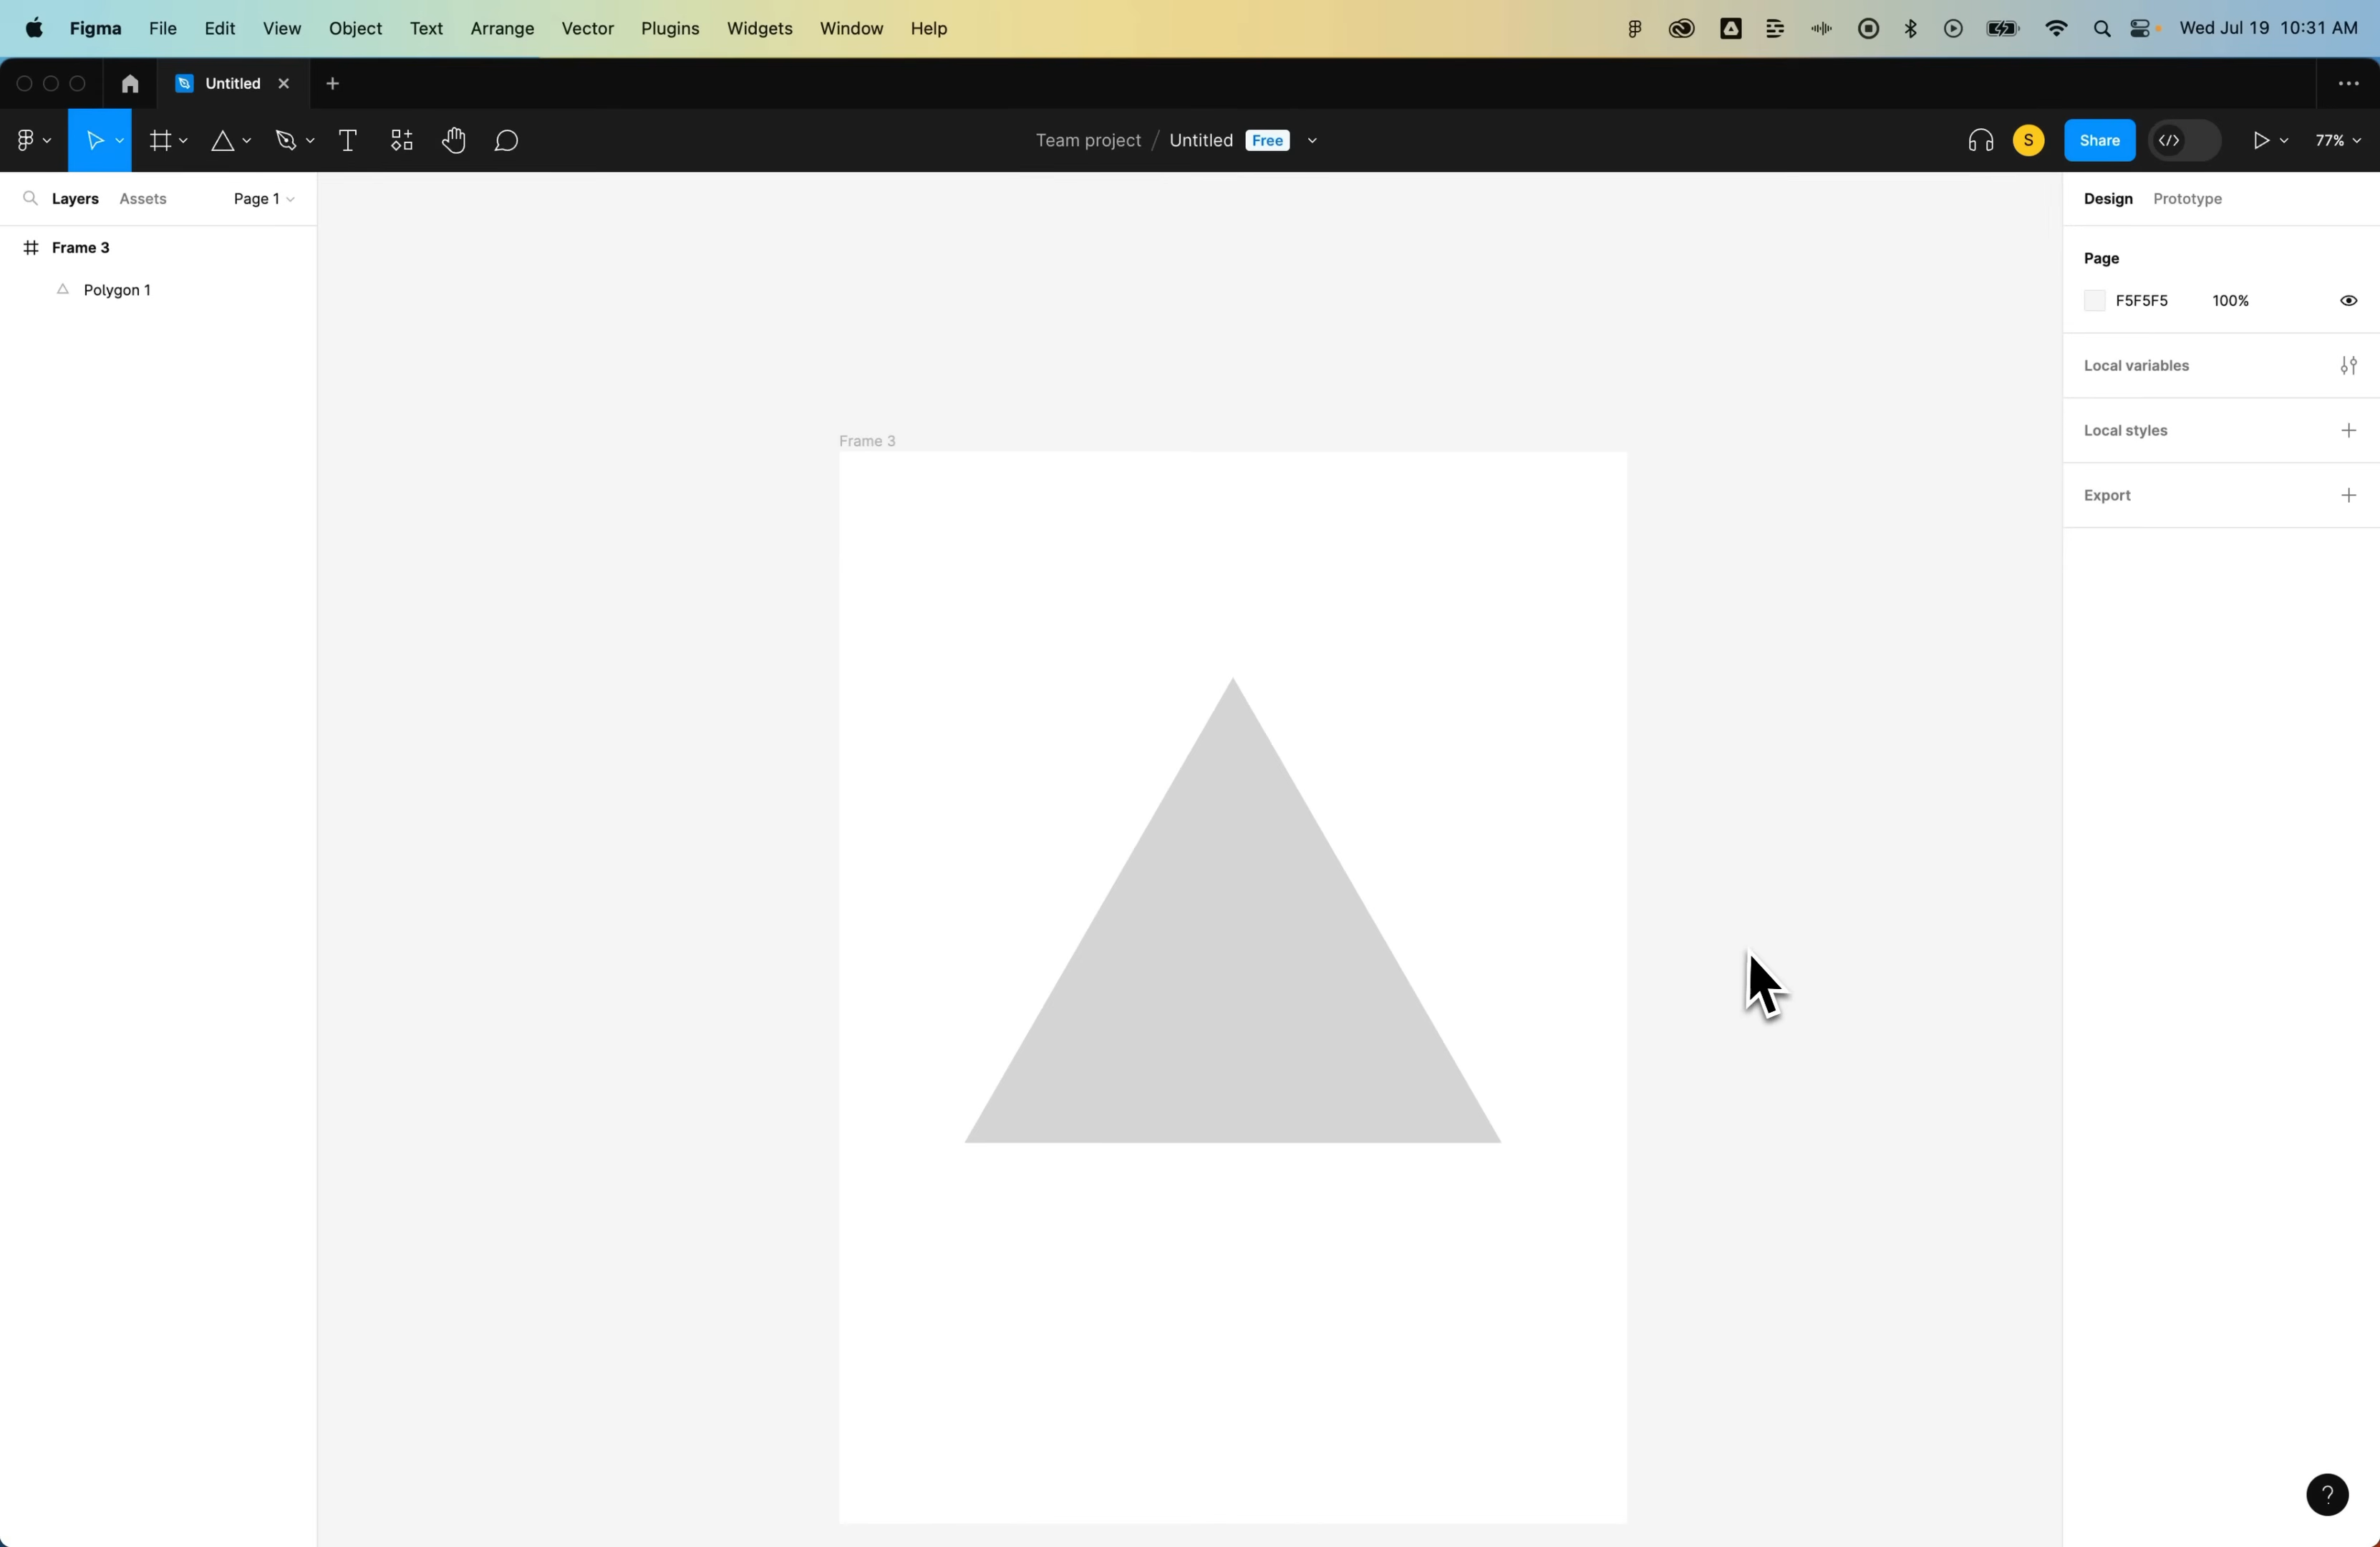 Figma File Edit View Object Text Arrange Vector Plugins Widgets Window Help Wed Jul 19 10:31 AM
Untitled
Team project / Untitled Free S Share </> 77%
Layers Assets Page 1 Design Prototype
Frame 3
Page
Polygon 1
F5F5F5 100%
Local variables
Local styles
Frame 3
Export
?